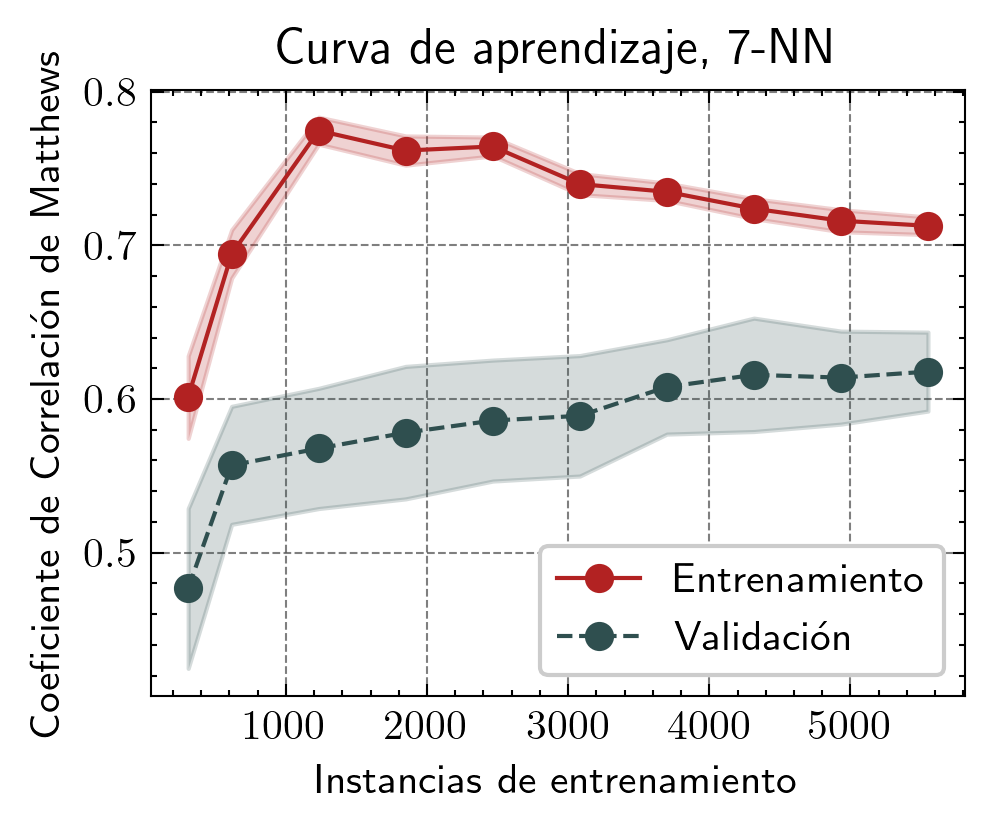 Curva de aprendizaje, 7-NN
Coeficiente de Correlación de Matthews
0.8
0.7
0.6
0.5
Entrenamiento
Validación
1000 2000 3000 4000 5000
Instancias de entrenamiento